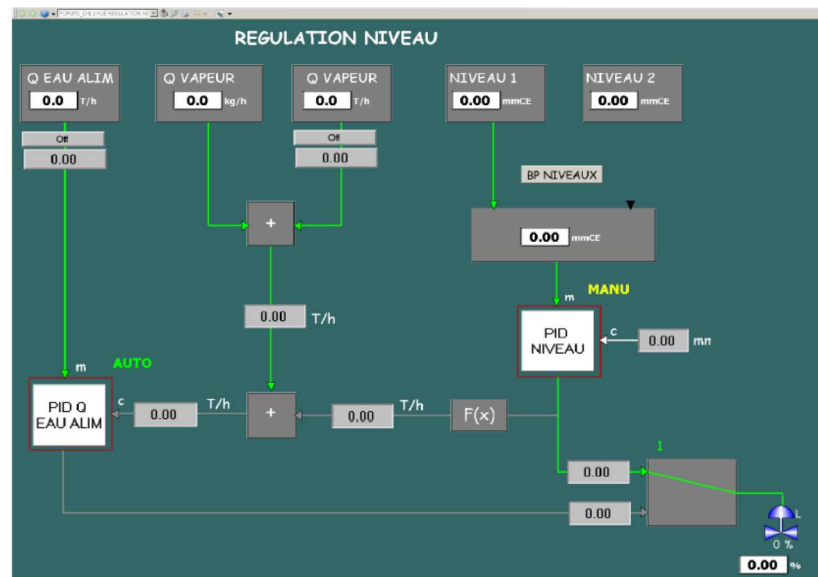 REGULATION NIVEAU
Q EAU ALIM
0.0 T/h
Off
0.00
Q VAPEUR
0.0 kg/h
Q VAPEUR
0.0 T/h
Off
0.00
NIVEAU 1
0.00 mmCE
NIVEAU 2
0.00 mmCE
BP NIVEAUX
+
0.00 mmCE
m
MANU
0.00 T/h
PID
NIVEAU
c
0.00
m
AUTO
PID Q
EAU ALIM
c
0.00
T/h
+
0.00
T/h
F(x)
1
0.00
0.00
L
0 %
0.00 %